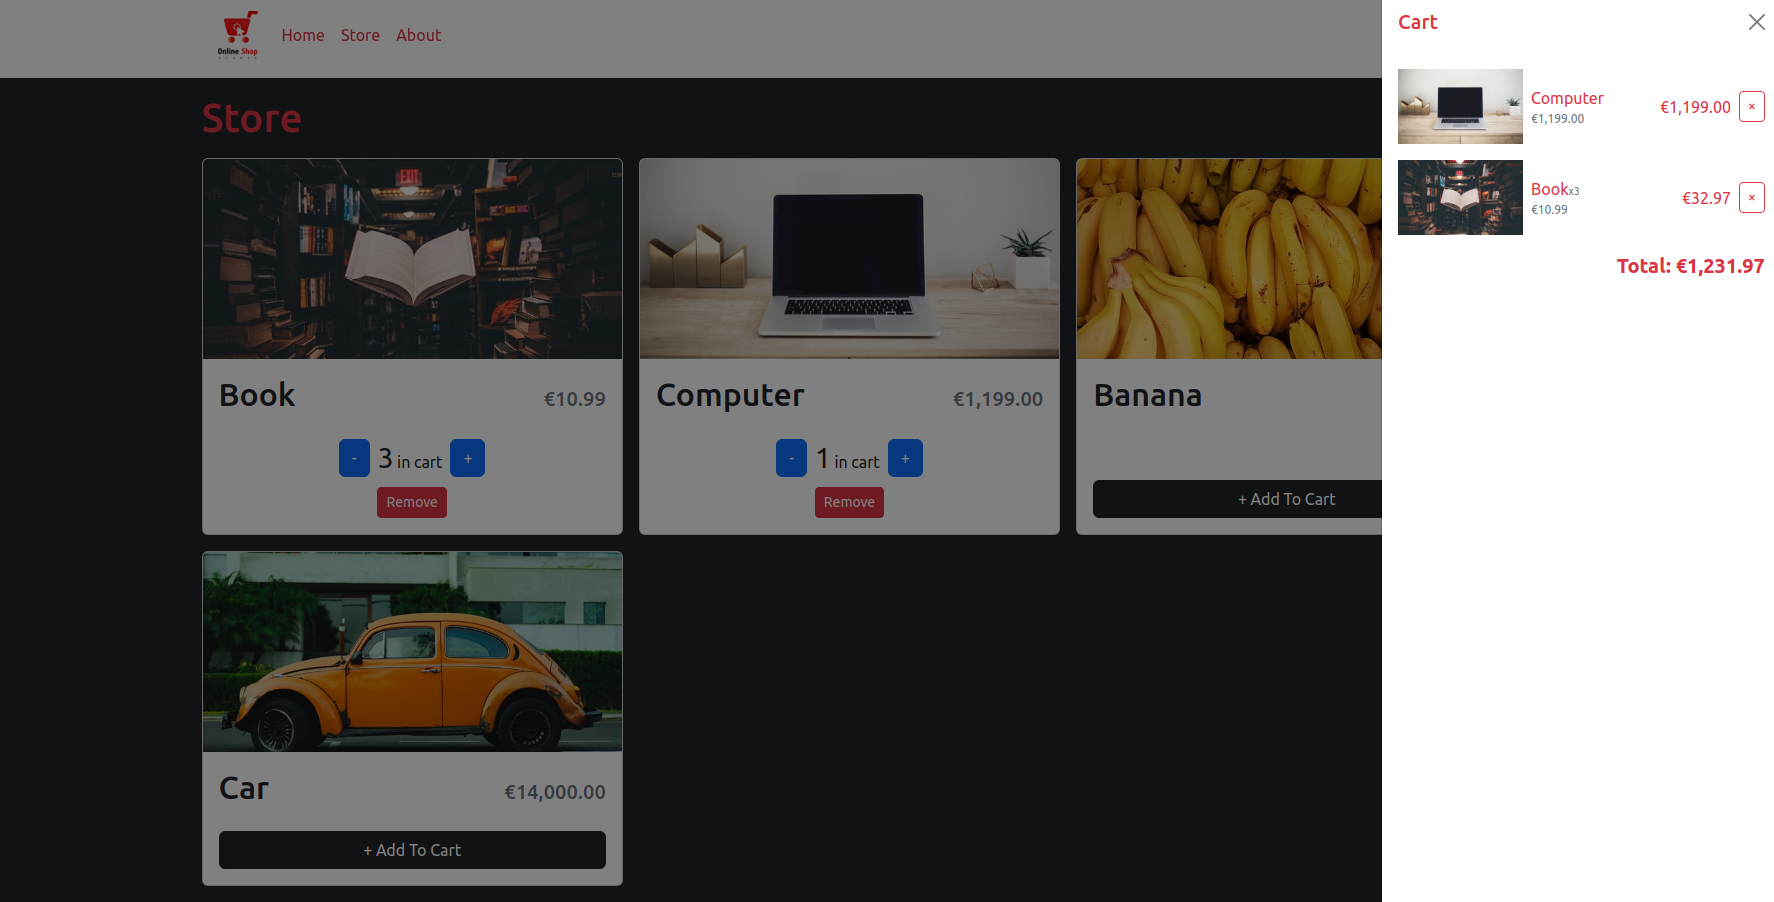 Online Shop
Home
Store
About
Store
EXIT
Book
€10.99
-
3 in cart
+
Remove
Computer
€1,199.00
-
1 in cart
+
Remove
Banana
+ Add To Cart
Car
€14,000.00
+ Add To Cart
Cart
Computer
€1,199.00
€1,199.00
×
Bookx3
€10.99
€32.97
×
Total: €1,231.97